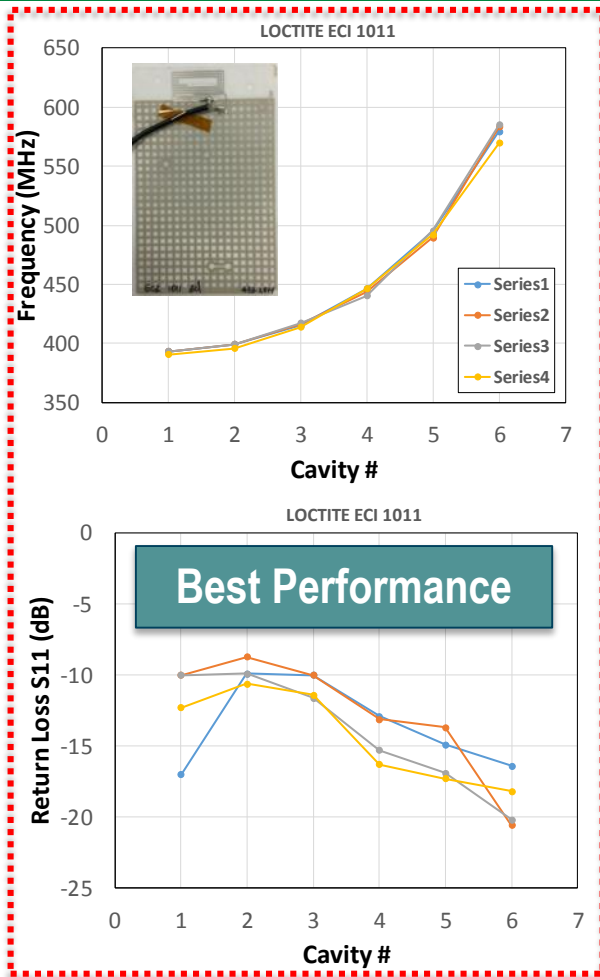 LOCTITE ECI 1011
650
600
550
500
450
400
350
Frequency (MHz)
Series1
Series2
Series3
Series4
0 1 2 3 4 5 6 7
Cavity #
LOCTITE ECI 1011
Best Performance
0
-5
-10
-15
-20
-25
Return Loss S11 (dB)
0 1 2 3 4 5 6 7
Cavity #